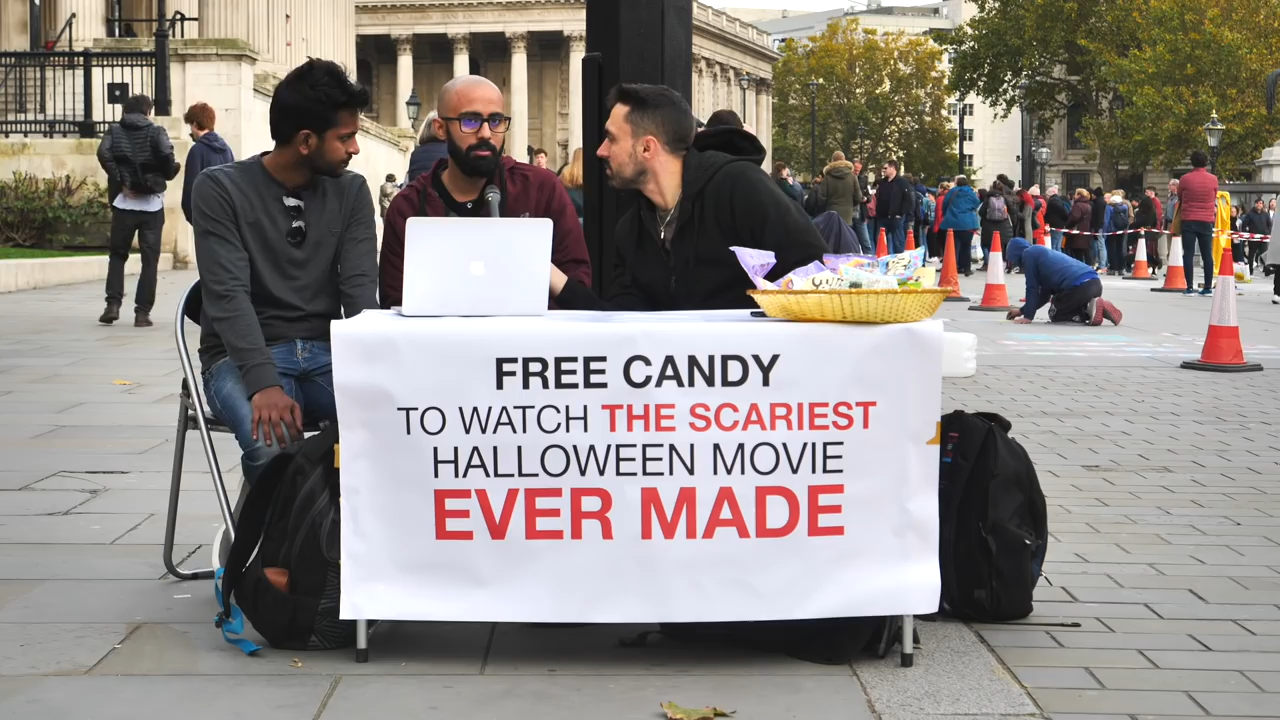 FREE CANDY
TO WATCH THE SCARIEST
HALLOWEEN MOVIE
EVER MADE